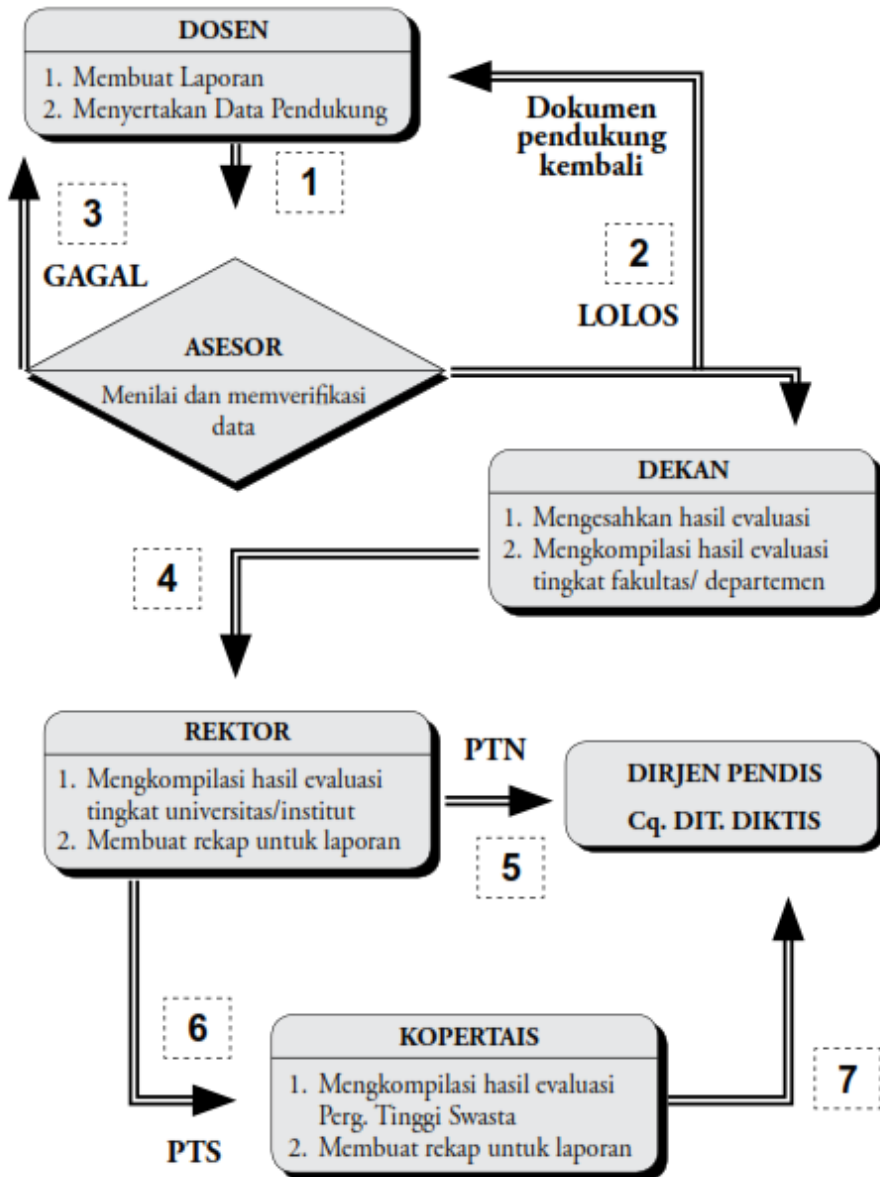 DOSEN
1. Membuat Laporan
2. Menyertakan Data Pendukung
Dokumen
pendukung
kembali
1
3
GAGAL
2
LOLOS
ASESOR
Menilai dan memverifikasi
data
DEKAN
1. Mengesahkan hasil evaluasi
2. Mengkompilasi hasil evaluasi
tingkat fakultas/ departemen
4
REKTOR
1. Mengkompilasi hasil evaluasi
tingkat universitas/institut
2. Membuat rekap untuk laporan
PTN
5
DIRJEN PENDIS
Cq. DIT. DIKTIS
6
PTS
KOPERTAIS
1. Mengkompilasi hasil evaluasi
Perg. Tinggi Swasta
2. Membuat rekap untuk laporan
7